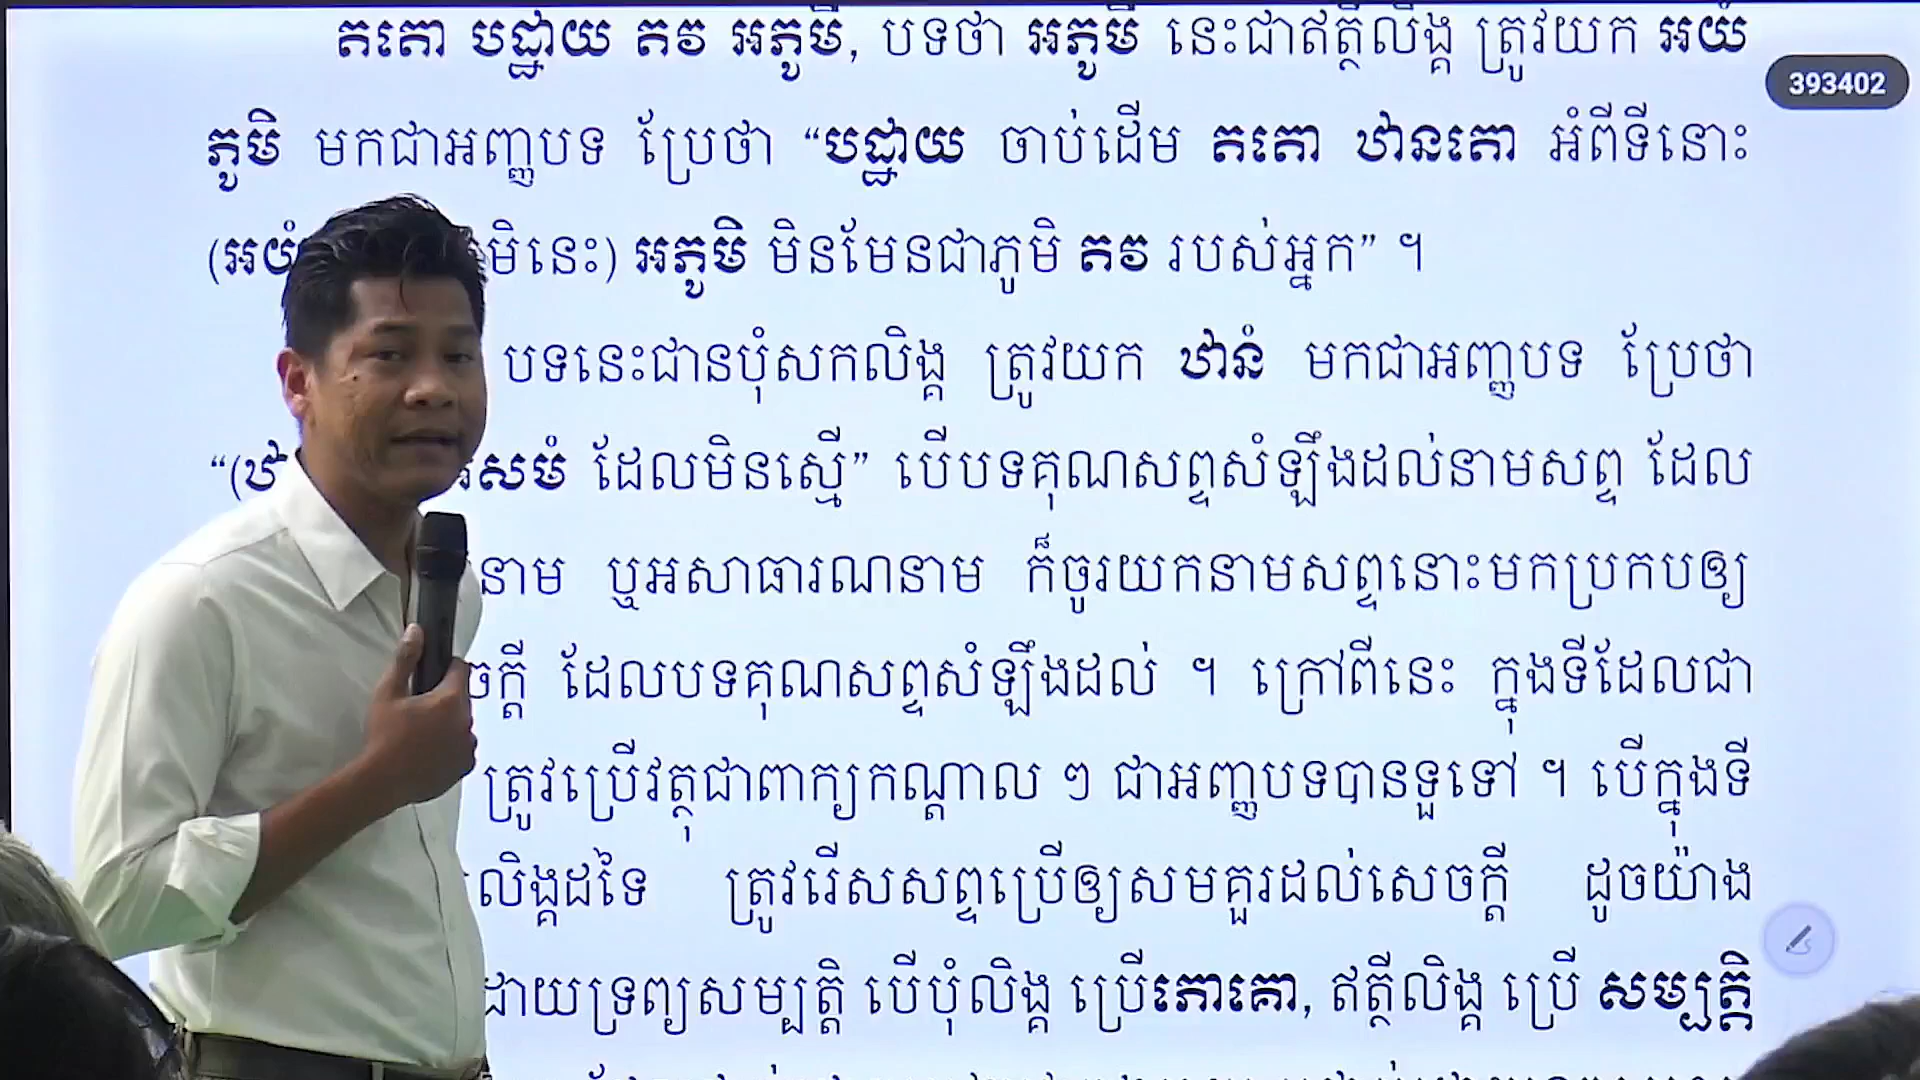 តតោ បដ្ឋាយ តវ អភូមិ, បទថា អភូមិ នេះជាឥត្ថីលិង្គ ត្រូវយក អយំ
393402
ភូមិ មកជាអញ្ញបទ ប្រែថា “បដ្ឋាយ ចាប់ដើម តតោ ឋានតោ អំពីទីនោះ
(អយំ មិនេះ) អភូមិ មិនមែនជាភូមិ តវ របស់អ្នក” ។
បទនេះជានបុំសកលិង្គ ត្រូវយក ឋានំ មកជាអញ្ញបទ ប្រែថា
“(ឋា សមំ ដែលមិនស្មើ” បើបទគុណសព្ទសំឡឹងដល់នាមសព្ទ ដែល
នាម ឬអសាធារណនាម ក៏ចូរយកនាមសព្ទនោះមកប្រកបឲ្យ
ចក្ដី ដែលបទគុណសព្ទសំឡឹងដល់ ។ ក្រៅពីនេះ ក្នុងទីដែលជា
ត្រូវប្រើវត្ថុជាពាក្យកណ្ដាល ៗ ជាអញ្ញបទបានទួទៅ ។ បើក្នុងទី
លិង្គដទៃ ត្រូវរើសសព្ទប្រើឲ្យសមគួរដល់សេចក្ដី ដូចយ៉ាង
ដោយទ្រព្យសម្បត្តិ បើបុំលិង្គ ប្រើភោគោ, ឥត្ថីលិង្គ ប្រើ សម្បត្តិ